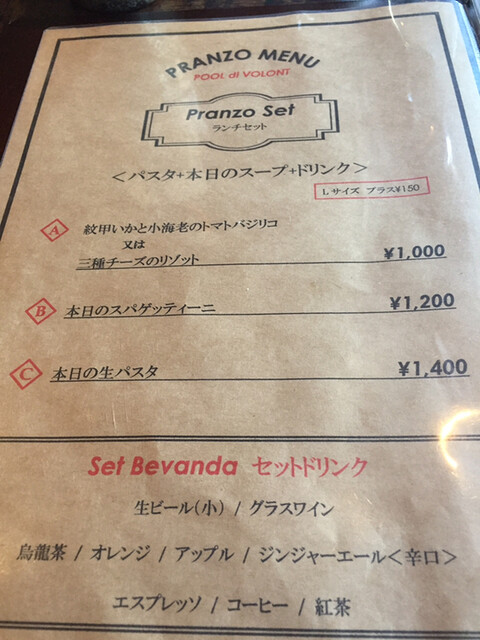 PRANZO MENU
POOL di VOLONT
Pranzo Set
ランチセット
＜パスタ+本日のスープ+ドリンク＞
Lサイズ プラス¥150
A 紋甲いかと小海老のトマトバジリコ
又は
三種チーズのリゾット ¥1,000
B 本日のスパゲッティーニ ¥1,200
C 本日の生パスタ ¥1,400
Set Bevanda セットドリンク
生ビール(小) / グラスワイン
烏龍茶 / オレンジ / アップル / ジンジャーエール＜辛口＞
エスプレッソ / コーヒー / 紅茶